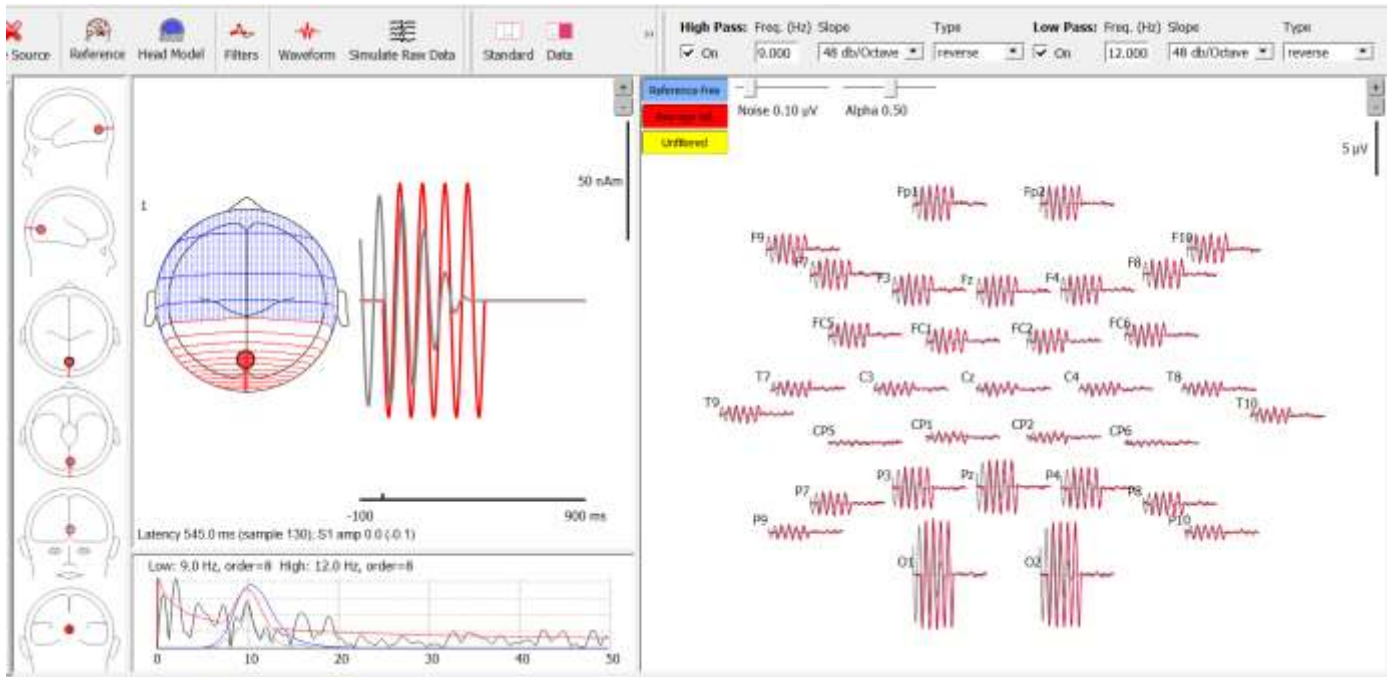 e Source Reference Head Model Filters Waveform Simulate Raw Data Standard Data »
High Pass: Freq. (Hz) Slope Type Low Pass: Freq. (Hz) Slope Type
On 9.000 48 db/Octave reverse On 12.000 48 db/Octave reverse
+
-
50 nAm
1
-100 900 ms
Latency 545.0 ms (sample 130); S1 amp 0.0 (-0.1)
Low: 9.0 Hz, order=8 High: 12.0 Hz, order=8
0 10 20 30 40 50
Reference free
Unfiltered
Noise 0.10 µV Alpha 0.50
+
-
5 µV
Fp1 Fp2
F9 F10
F7 F3 Fz F4 F8
FC5 FC1 FC2 FC6
T7 C3 Cz C4 T8
T9 T10
CP5 CP1 CP2 CP6
P7 P3 Pz P4 P8
P9 P10
O1 O2